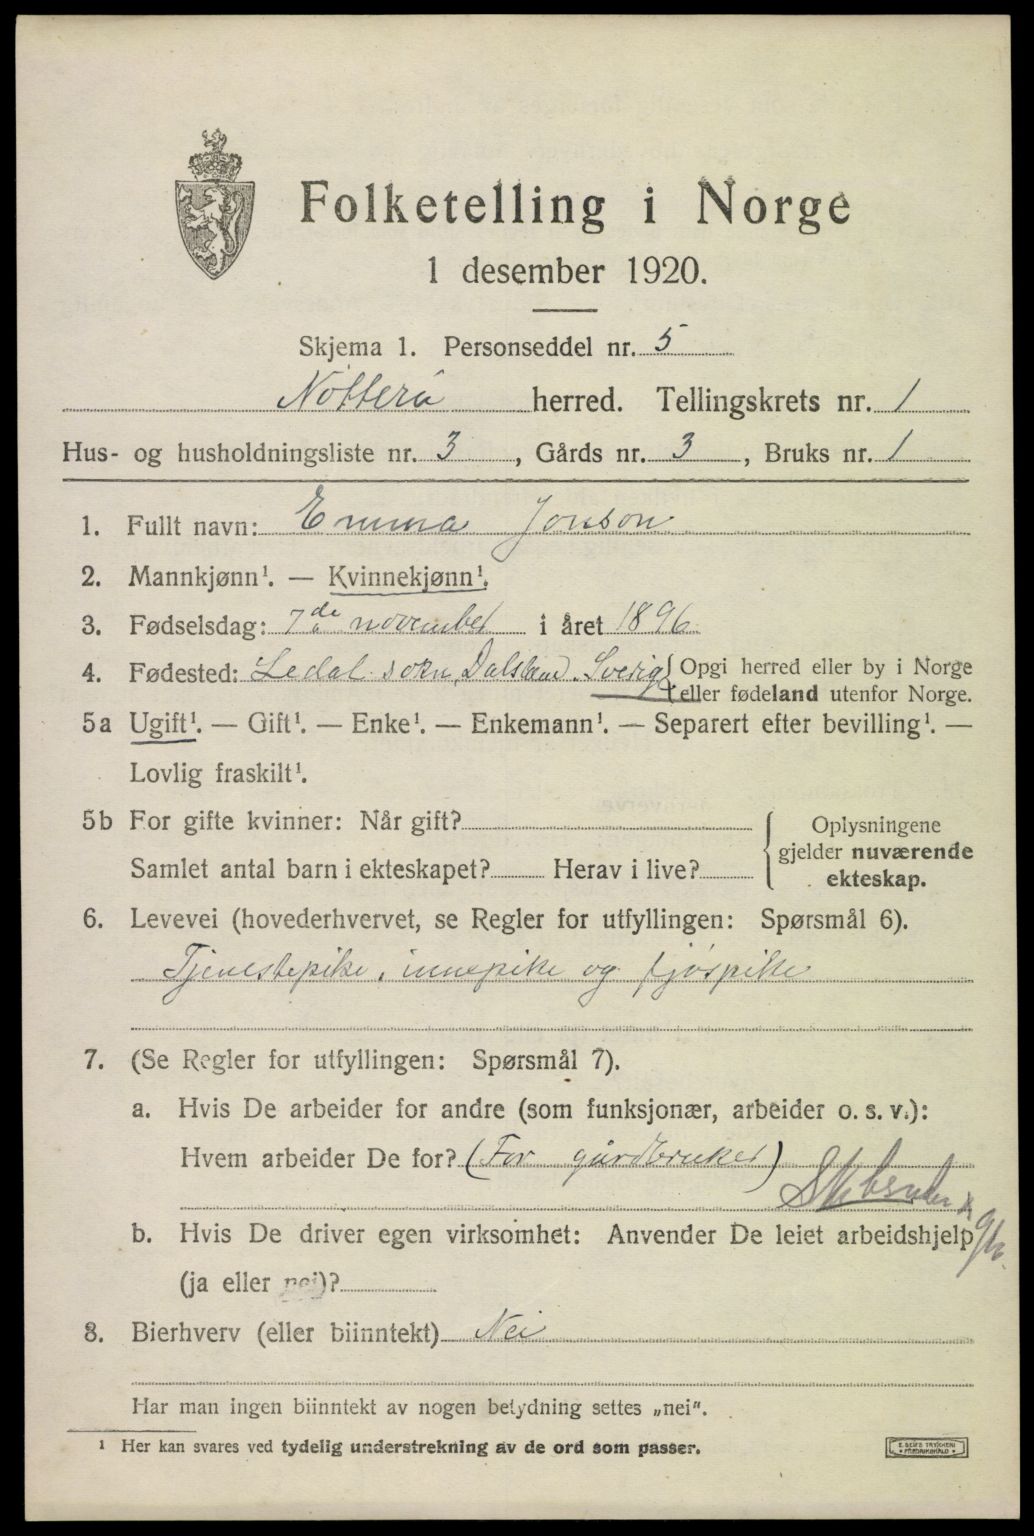 Folketelling i Norge
1 desember 1920.
Skjema 1. Personseddel nr. 5
Nötterö herred. Tellingskrets nr. 1
Hus- og husholdningsliste nr. 3, Gårds nr. 3, Bruks nr. 1
1. Fullt navn: Emma Jonson
2. Mannkjønn¹. — Kvinnekjønn¹.
3. Fødselsdag: 7de november i året 1896
4. Fødested: Ledal sokn, Dalsland. Sverige { Opgi herred eller by i Norge
eller fødeland utenfor Norge.
5a Ugift¹. — Gift¹. — Enke¹. — Enkemann¹. — Separert efter bevilling¹. —
Lovlig fraskilt¹.
5b For gifte kvinner: Når gift?
Samlet antal barn i ekteskapet? Herav i live?
{ Oplysningene
gjelder nuværende
ekteskap.
6. Levevei (hovederhvervet, se Regler for utfyllingen: Spørsmål 6).
Tjenestepike, innepike og fjöspike
7. (Se Regler for utfyllingen: Spørsmål 7).
a. Hvis De arbeider for andre (som funksjonær, arbeider o. s. v.):
Hvem arbeider De for? (For gårdbruker)
b. Hvis De driver egen virksomhet: Anvender De leiet arbeidshjelp
(ja eller nei)?
8. Bierhverv (eller biinntekt) Nei
Har man ingen biinntekt av nogen betydning settes „nei".
¹ Her kan svares ved tydelig understrekning av de ord som passer.
E. SEJFS TRYKKERI
FREDRIKSHALD